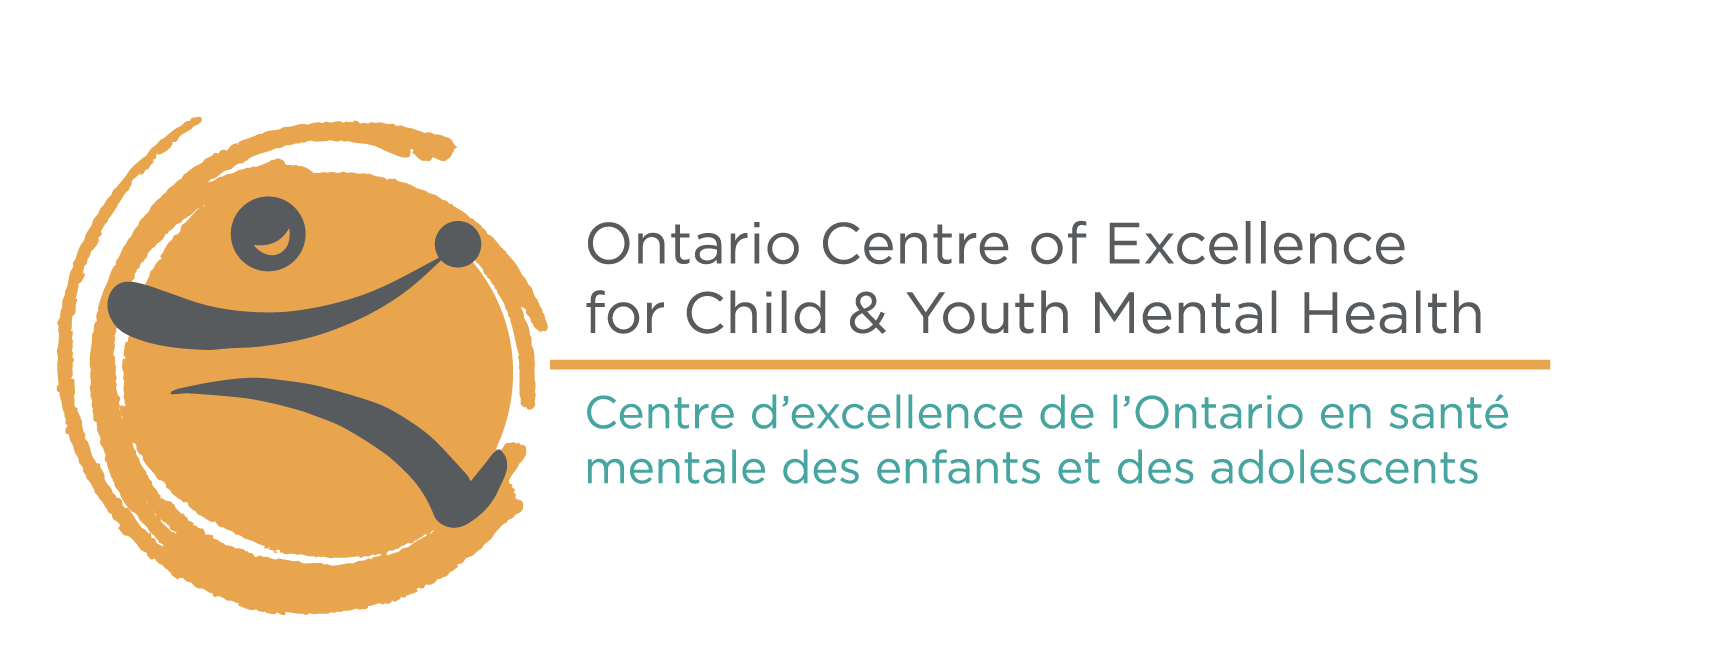 Ontario Centre of Excellence
for Child & Youth Mental Health
Centre d’excellence de l’Ontario en santé
mentale des enfants et des adolescents